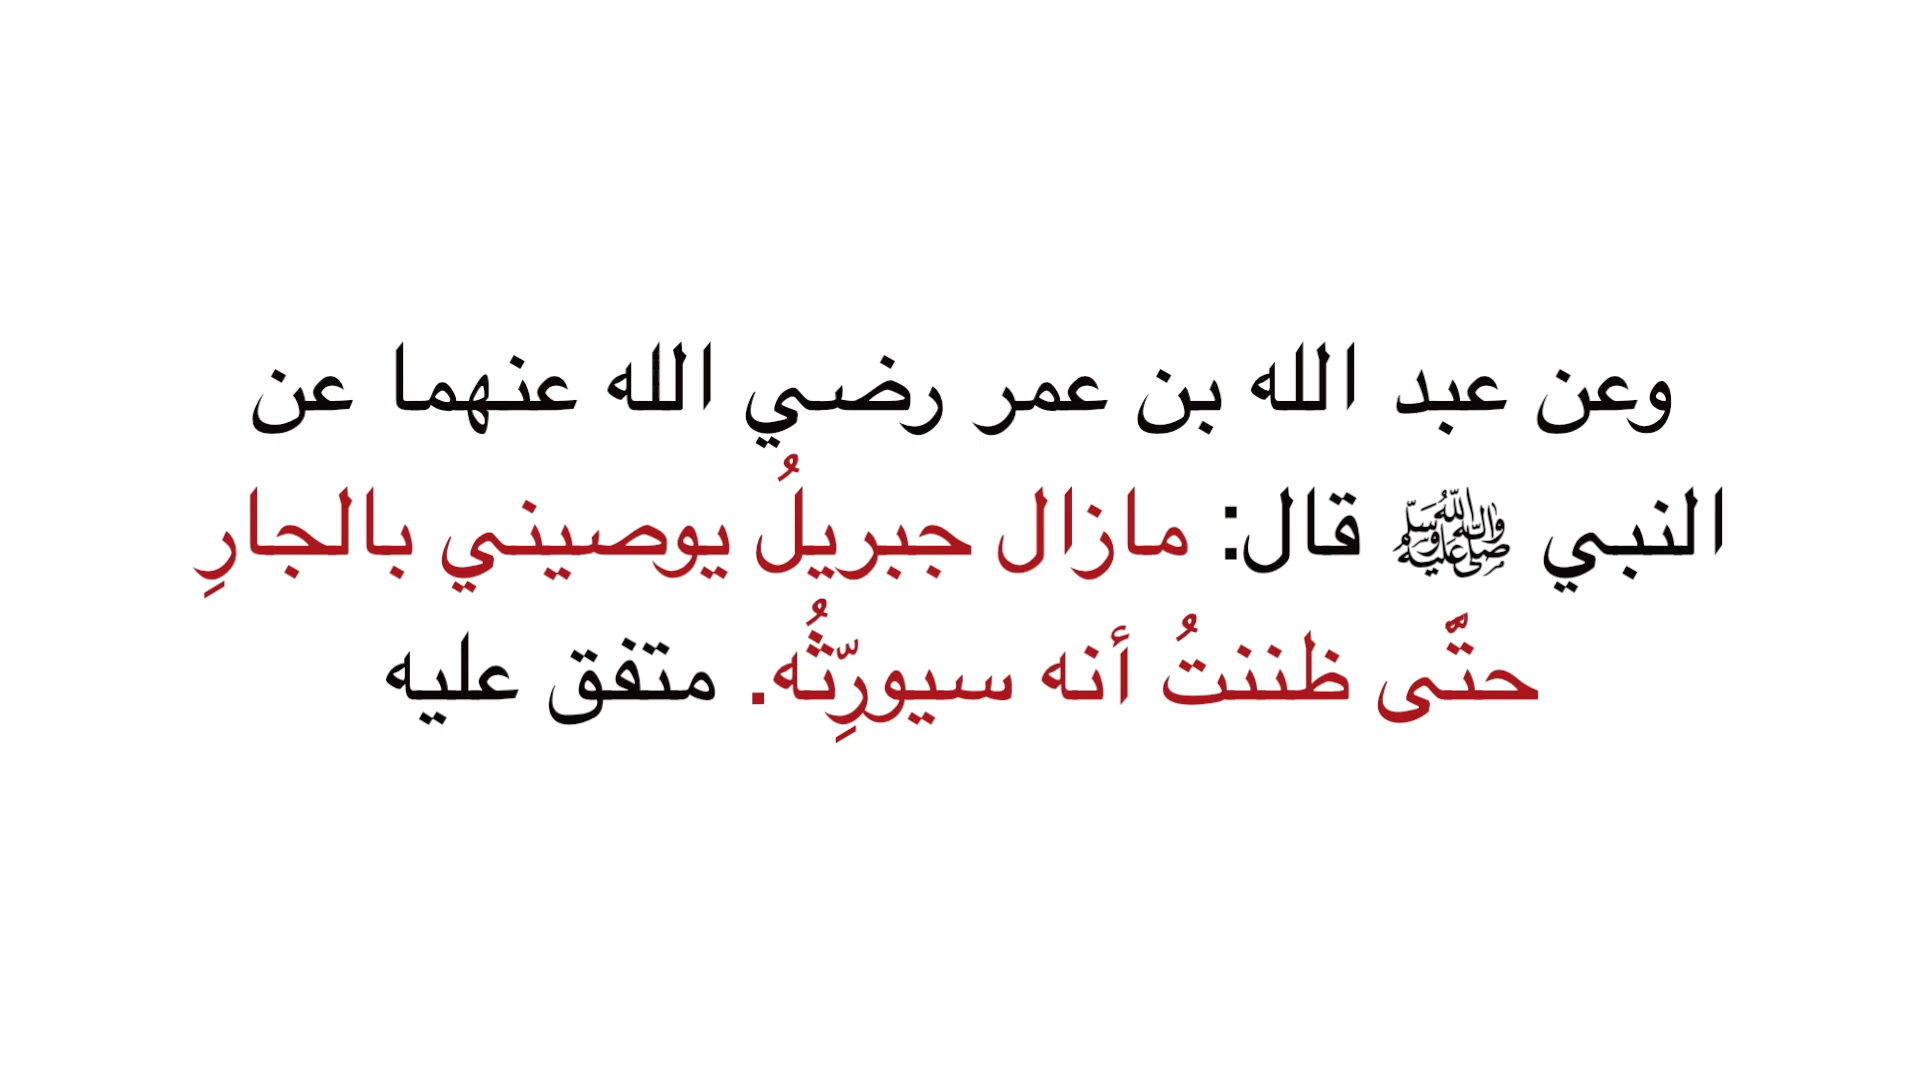 وعن عبد الله بن عمر رضي الله عنهما عن
النبي ﷺ قال: مازال جبريلُ يوصيني بالجارِ
حتَّى ظننتُ أنه سيورِّثُه. متفق عليه